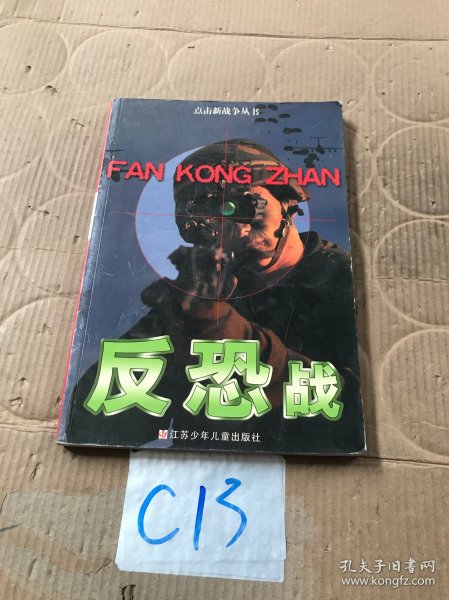 点击新战争丛书
FAN KONG ZHAN
反恐战
江苏少年儿童出版社
C13
孔夫子旧书网
www.kongfz.com